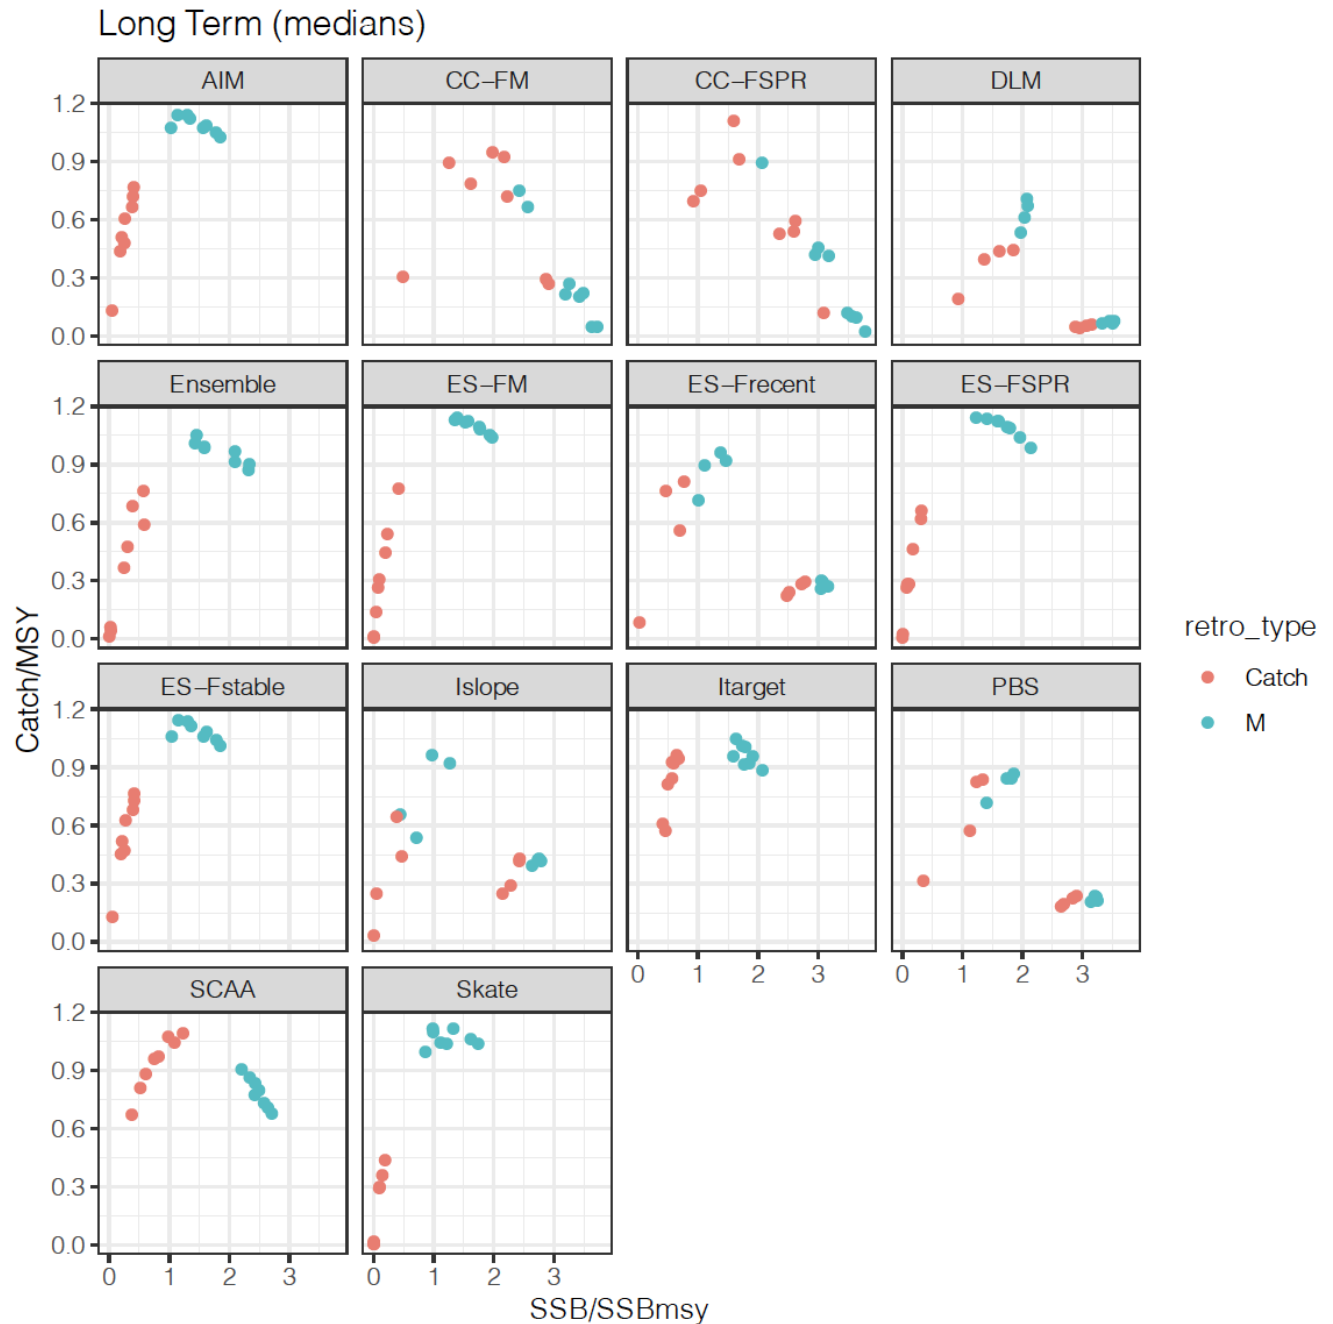 Long Term (medians)
AIM CC–FM CC–FSPR DLM
1.2
0.9
0.6
0.3
0.0
Ensemble ES–FM ES–Frecent ES–FSPR
1.2
0.9
0.6
0.3
0.0
ES–Fstable Islope Itarget PBS
1.2
0.9
0.6
0.3
0.0
0 1 2 3 0 1 2 3
SCAA Skate
1.2
0.9
0.6
0.3
0.0
0 1 2 3 0 1 2 3
SSB/SSBmsy
Catch/MSY
retro_type
Catch
M